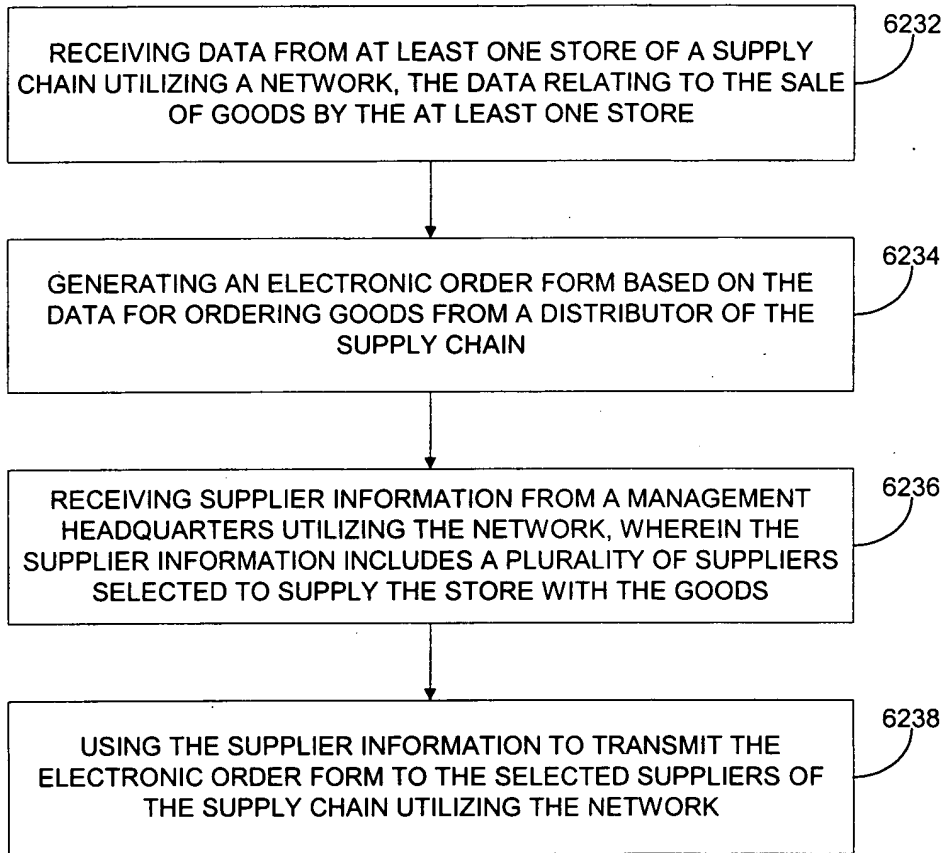 6232
RECEIVING DATA FROM AT LEAST ONE STORE OF A SUPPLY
CHAIN UTILIZING A NETWORK, THE DATA RELATING TO THE SALE
OF GOODS BY THE AT LEAST ONE STORE
6234
GENERATING AN ELECTRONIC ORDER FORM BASED ON THE
DATA FOR ORDERING GOODS FROM A DISTRIBUTOR OF THE
SUPPLY CHAIN
6236
RECEIVING SUPPLIER INFORMATION FROM A MANAGEMENT
HEADQUARTERS UTILIZING THE NETWORK, WHEREIN THE
SUPPLIER INFORMATION INCLUDES A PLURALITY OF SUPPLIERS
SELECTED TO SUPPLY THE STORE WITH THE GOODS
6238
USING THE SUPPLIER INFORMATION TO TRANSMIT THE
ELECTRONIC ORDER FORM TO THE SELECTED SUPPLIERS OF
THE SUPPLY CHAIN UTILIZING THE NETWORK